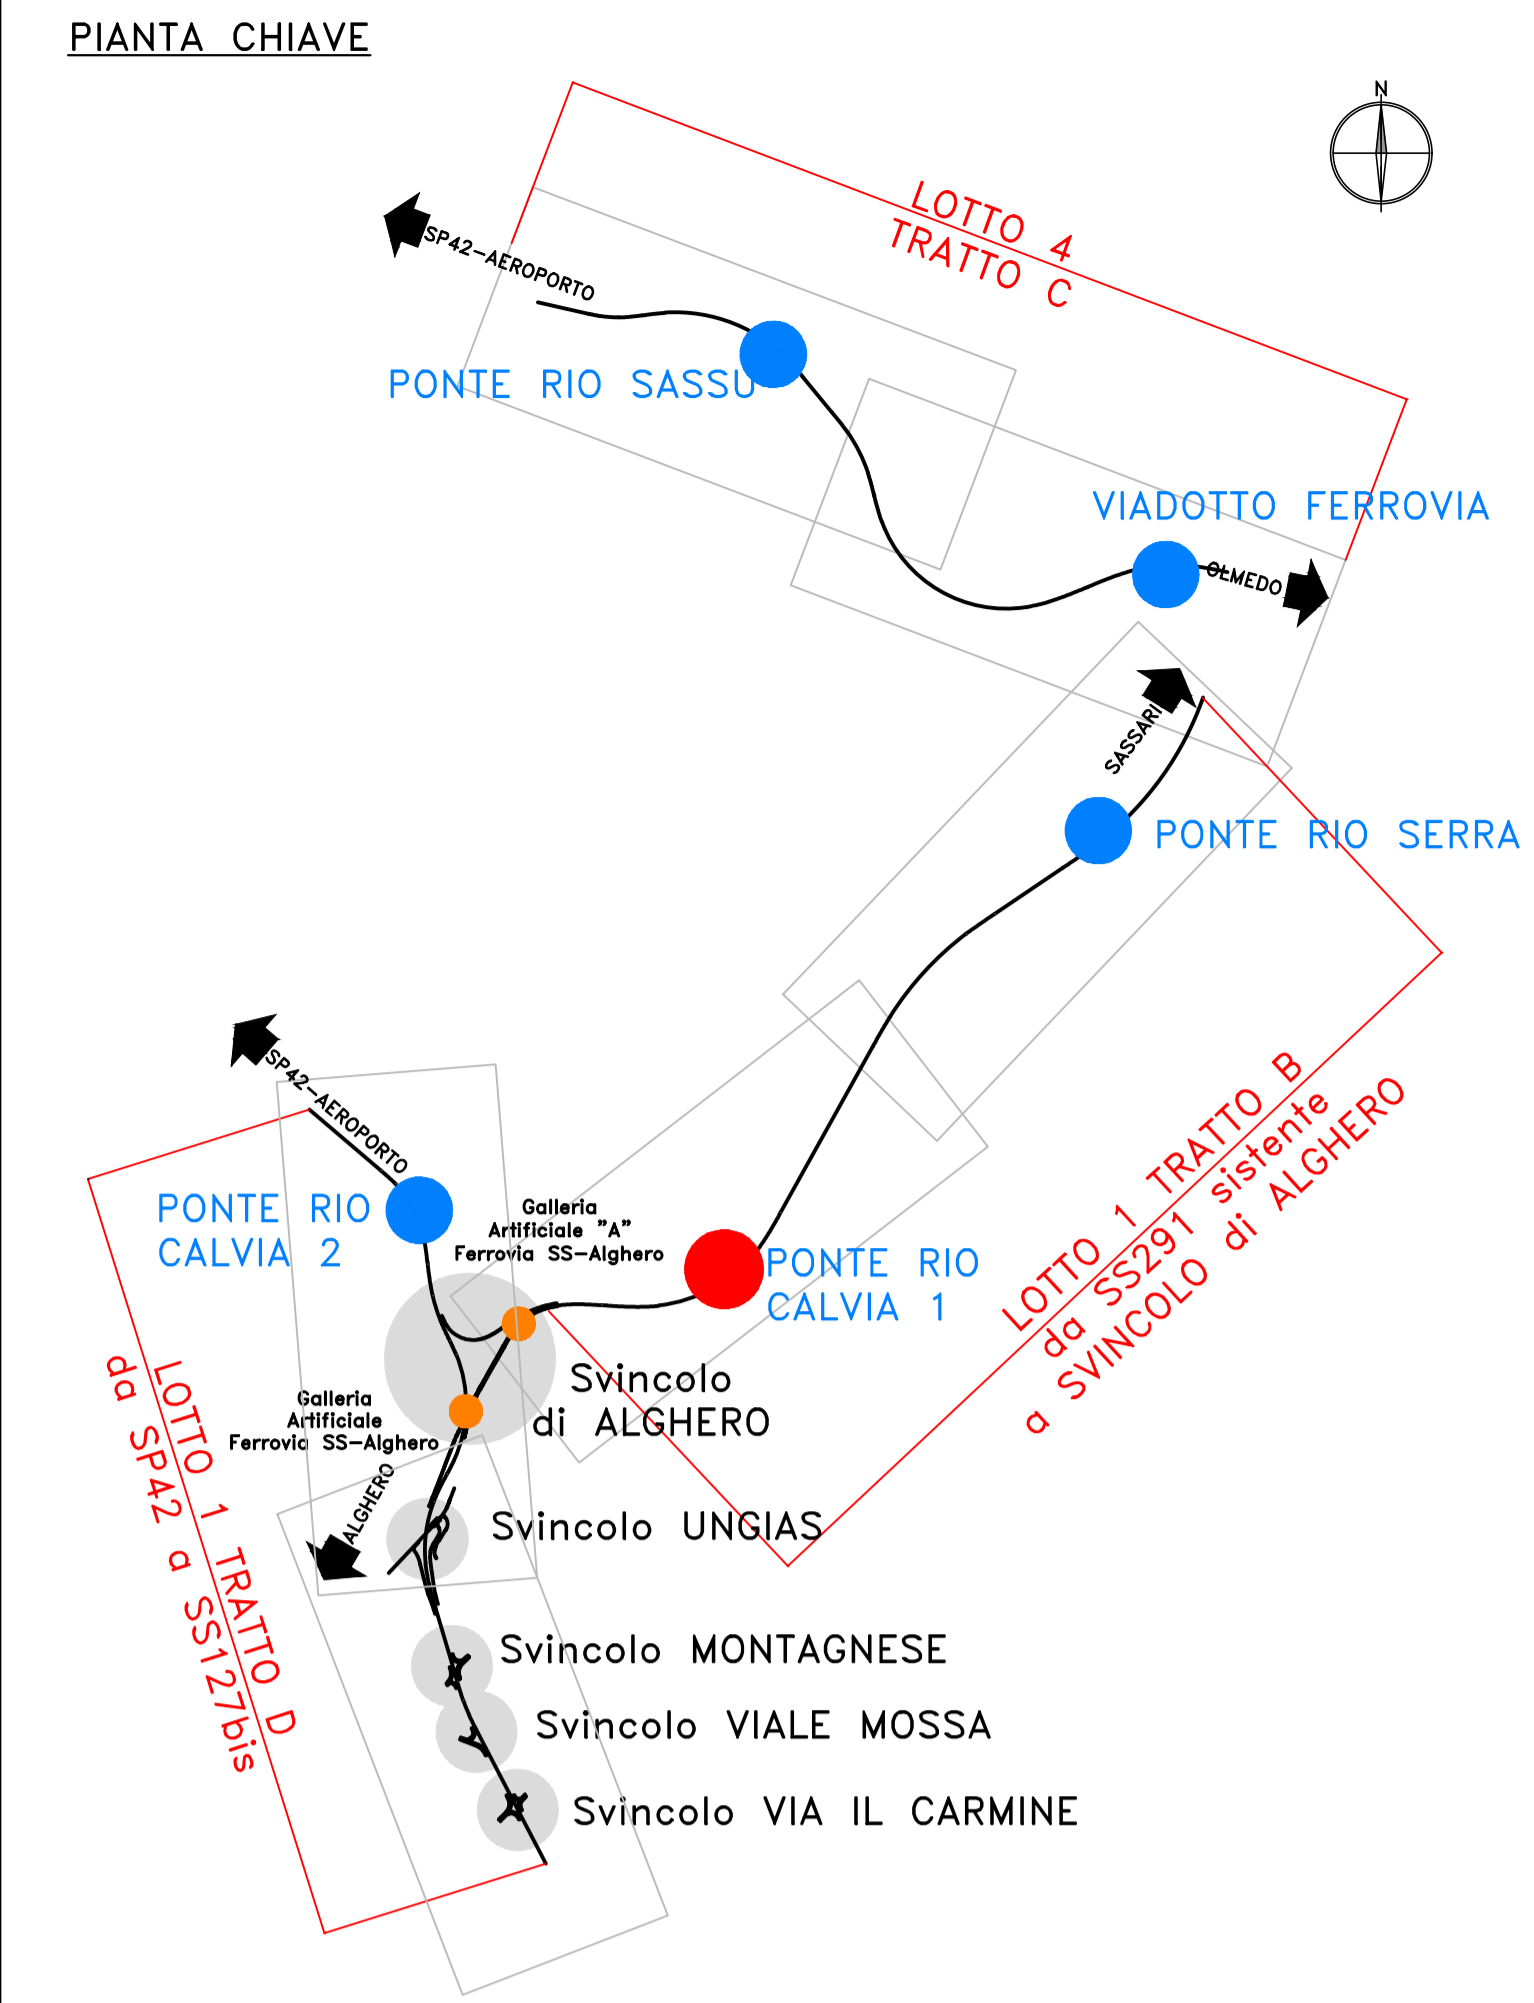 PIANTA CHIAVE
N
LOTTO 4
TRATTO C
SP42-AEROPORTO
PONTE RIO SASSU
VIADOTTO FERROVIA
OLMEDO
SASSARI
PONTE RIO SERRA
SP42-AEROPORTO
PONTE RIO
CALVIA 2
Galleria
Artificiale "A"
Ferrovia SS-Alghero
PONTE RIO
CALVIA 1
LOTTO 1 TRATTO B
da SS291 sistente
a SVINCOLO di ALGHERO
Svincolo
di ALGHERO
Galleria
Artificiale
Ferrovia SS-Alghero
LOTTO 1 TRATTO D
da SP42 a SS127bis
ALGHERO
Svincolo UNGIAS
Svincolo MONTAGNESE
Svincolo VIALE MOSSA
Svincolo VIA IL CARMINE